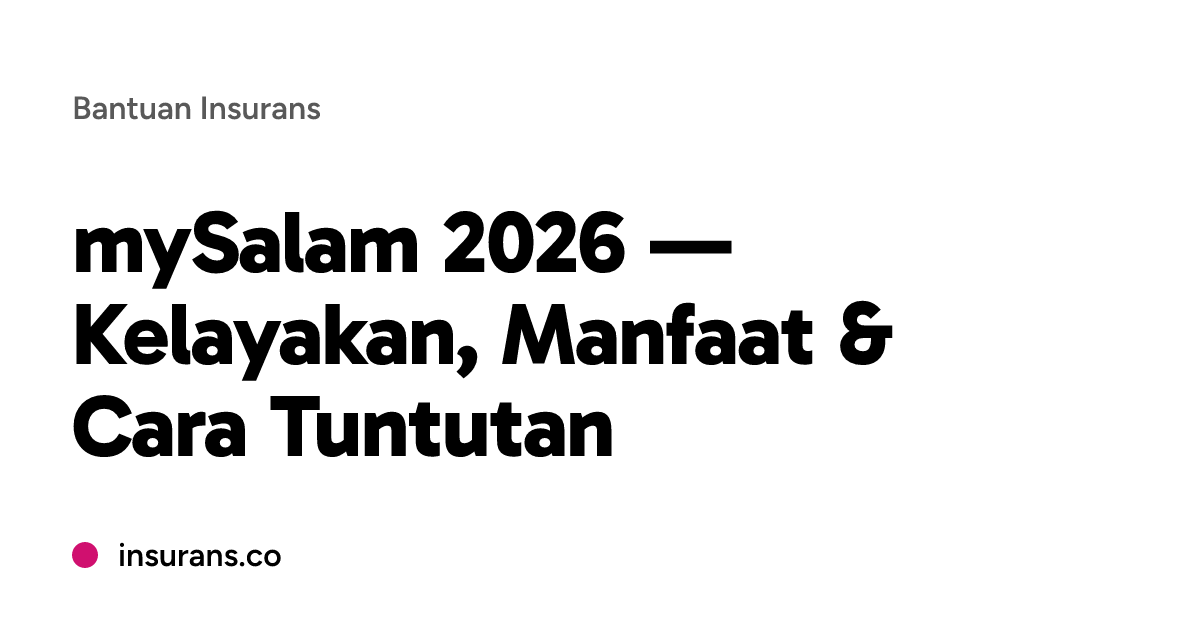 Bantuan Insurans
mySalam 2026 —
Kelayakan, Manfaat &
Cara Tuntutan
insurans.co